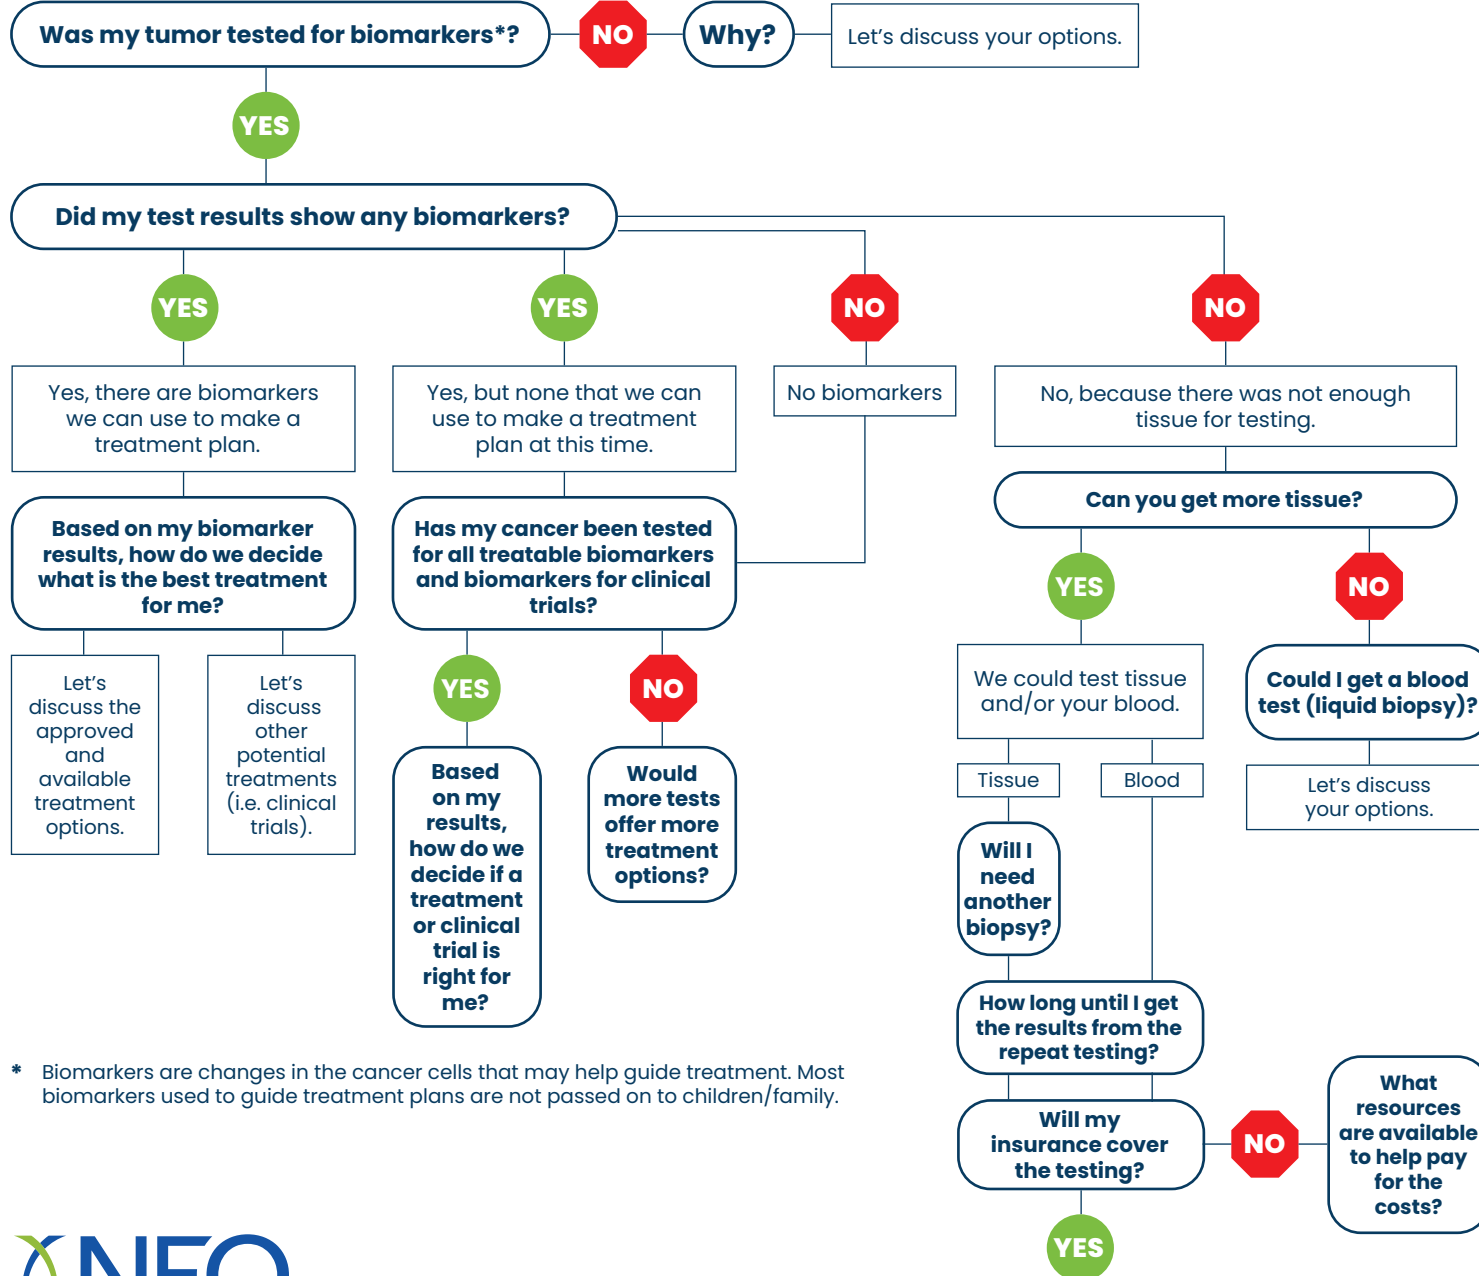 Was my tumor tested for biomarkers*?
NO
Why?
Let's discuss your options.
YES
Did my test results show any biomarkers?
YES
YES
NO
NO
Yes, there are biomarkers
we can use to make a
treatment plan.
Yes, but none that we can
use to make a treatment
plan at this time.
No biomarkers
No, because there was not enough
tissue for testing.
Based on my biomarker
results, how do we decide
what is the best treatment
for me?
Has my cancer been tested
for all treatable biomarkers
and biomarkers for clinical
trials?
Can you get more tissue?
YES
NO
Let's
discuss the
approved
and
available
treatment
options.
Let's
discuss
other
potential
treatments
(i.e. clinical
trials).
YES
NO
We could test tissue
and/or your blood.
Could I get a blood
test (liquid biopsy)?
Based
on my
results,
how do we
decide if a
treatment
or clinical
trial is
right for
me?
Would
more tests
offer more
treatment
options?
Tissue
Blood
Let's discuss
your options.
Will I
need
another
biopsy?
How long until I get
the results from the
repeat testing?
* Biomarkers are changes in the cancer cells that may help guide treatment. Most
biomarkers used to guide treatment plans are not passed on to children/family.
Will my
insurance cover
the testing?
NO
What
resources
are available
to help pay
for the
costs?
YES
NEO